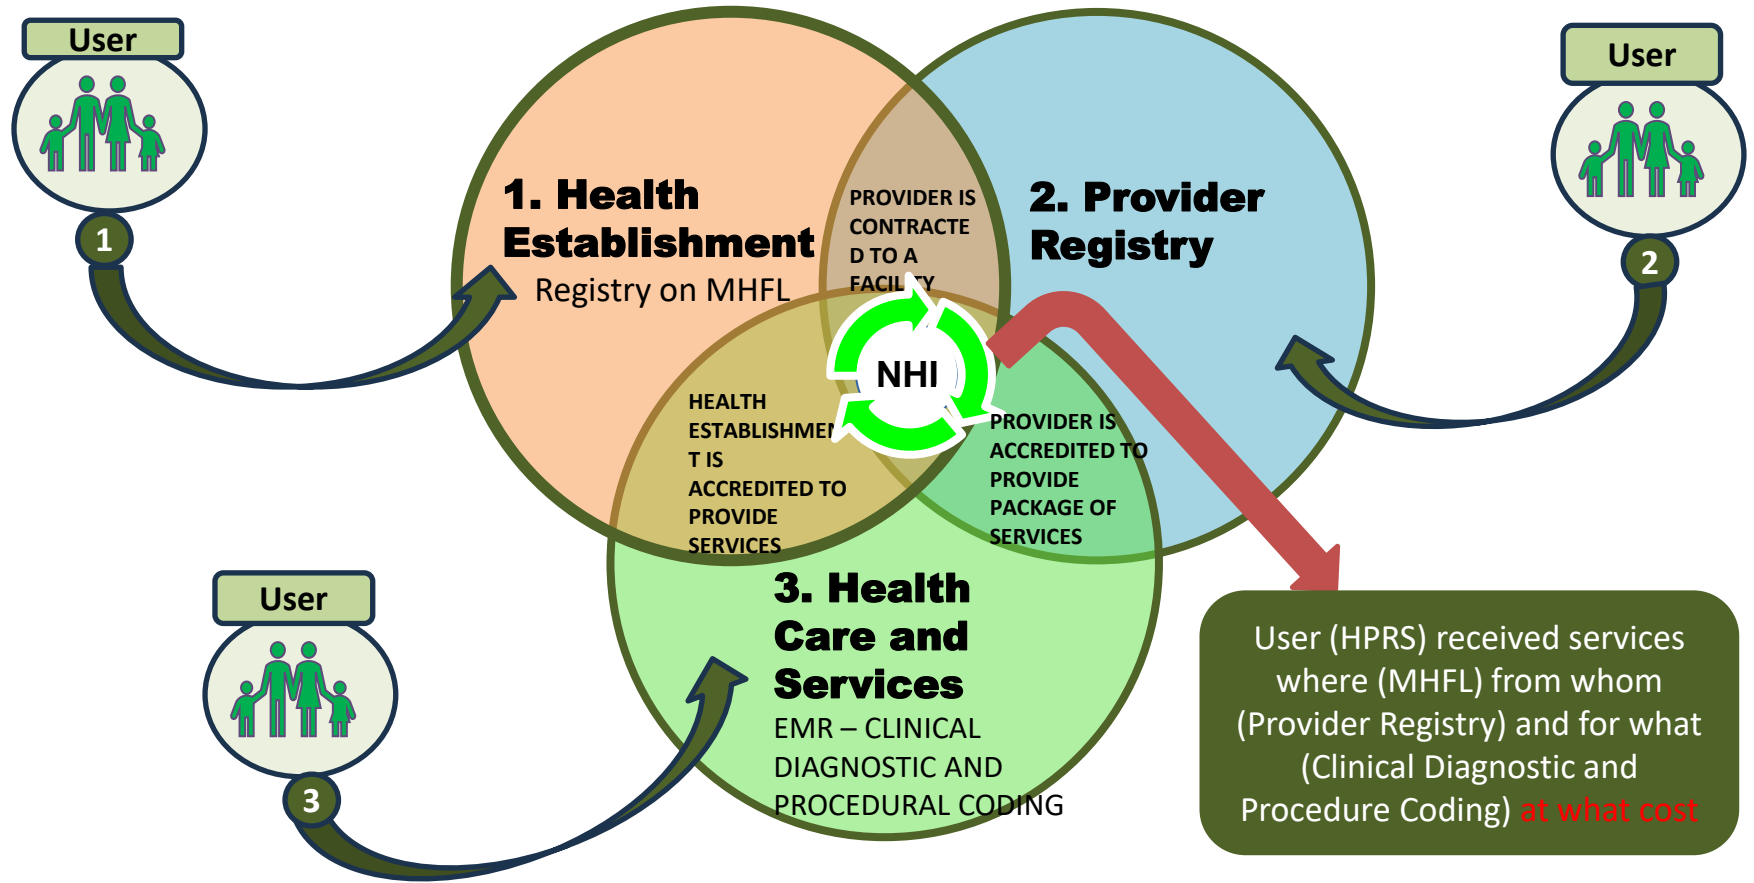 User
1
1. Health
Establishment
Registry on MHFL
PROVIDER IS
CONTRACTE
D TO A
FACILITY
2. Provider
Registry
User
2
NHI
HEALTH
ESTABLISHMEN
T IS
ACCREDITED TO
PROVIDE
SERVICES
PROVIDER IS
ACCREDITED TO
PROVIDE
PACKAGE OF
SERVICES
User
3
3. Health
Care and
Services
EMR – CLINICAL
DIAGNOSTIC AND
PROCEDURAL CODING
User (HPRS) received services
where (MHFL) from whom
(Provider Registry) and for what
(Clinical Diagnostic and
Procedure Coding) at what cost